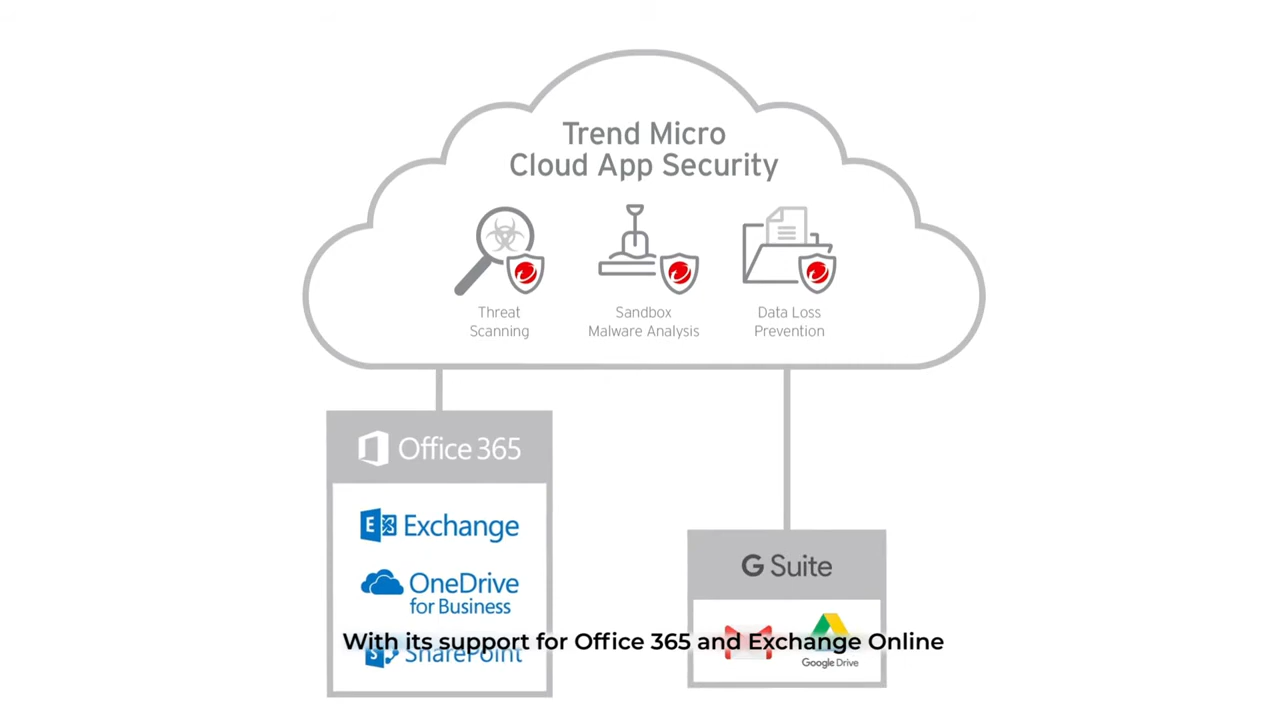 Trend Micro
Cloud App Security
Threat
Scanning
Sandbox
Malware Analysis
Data Loss
Prevention
Office 365
E Exchange
OneDrive
for Business
S SharePoint
G Suite
Google Drive
With its support for Office 365 and Exchange Online